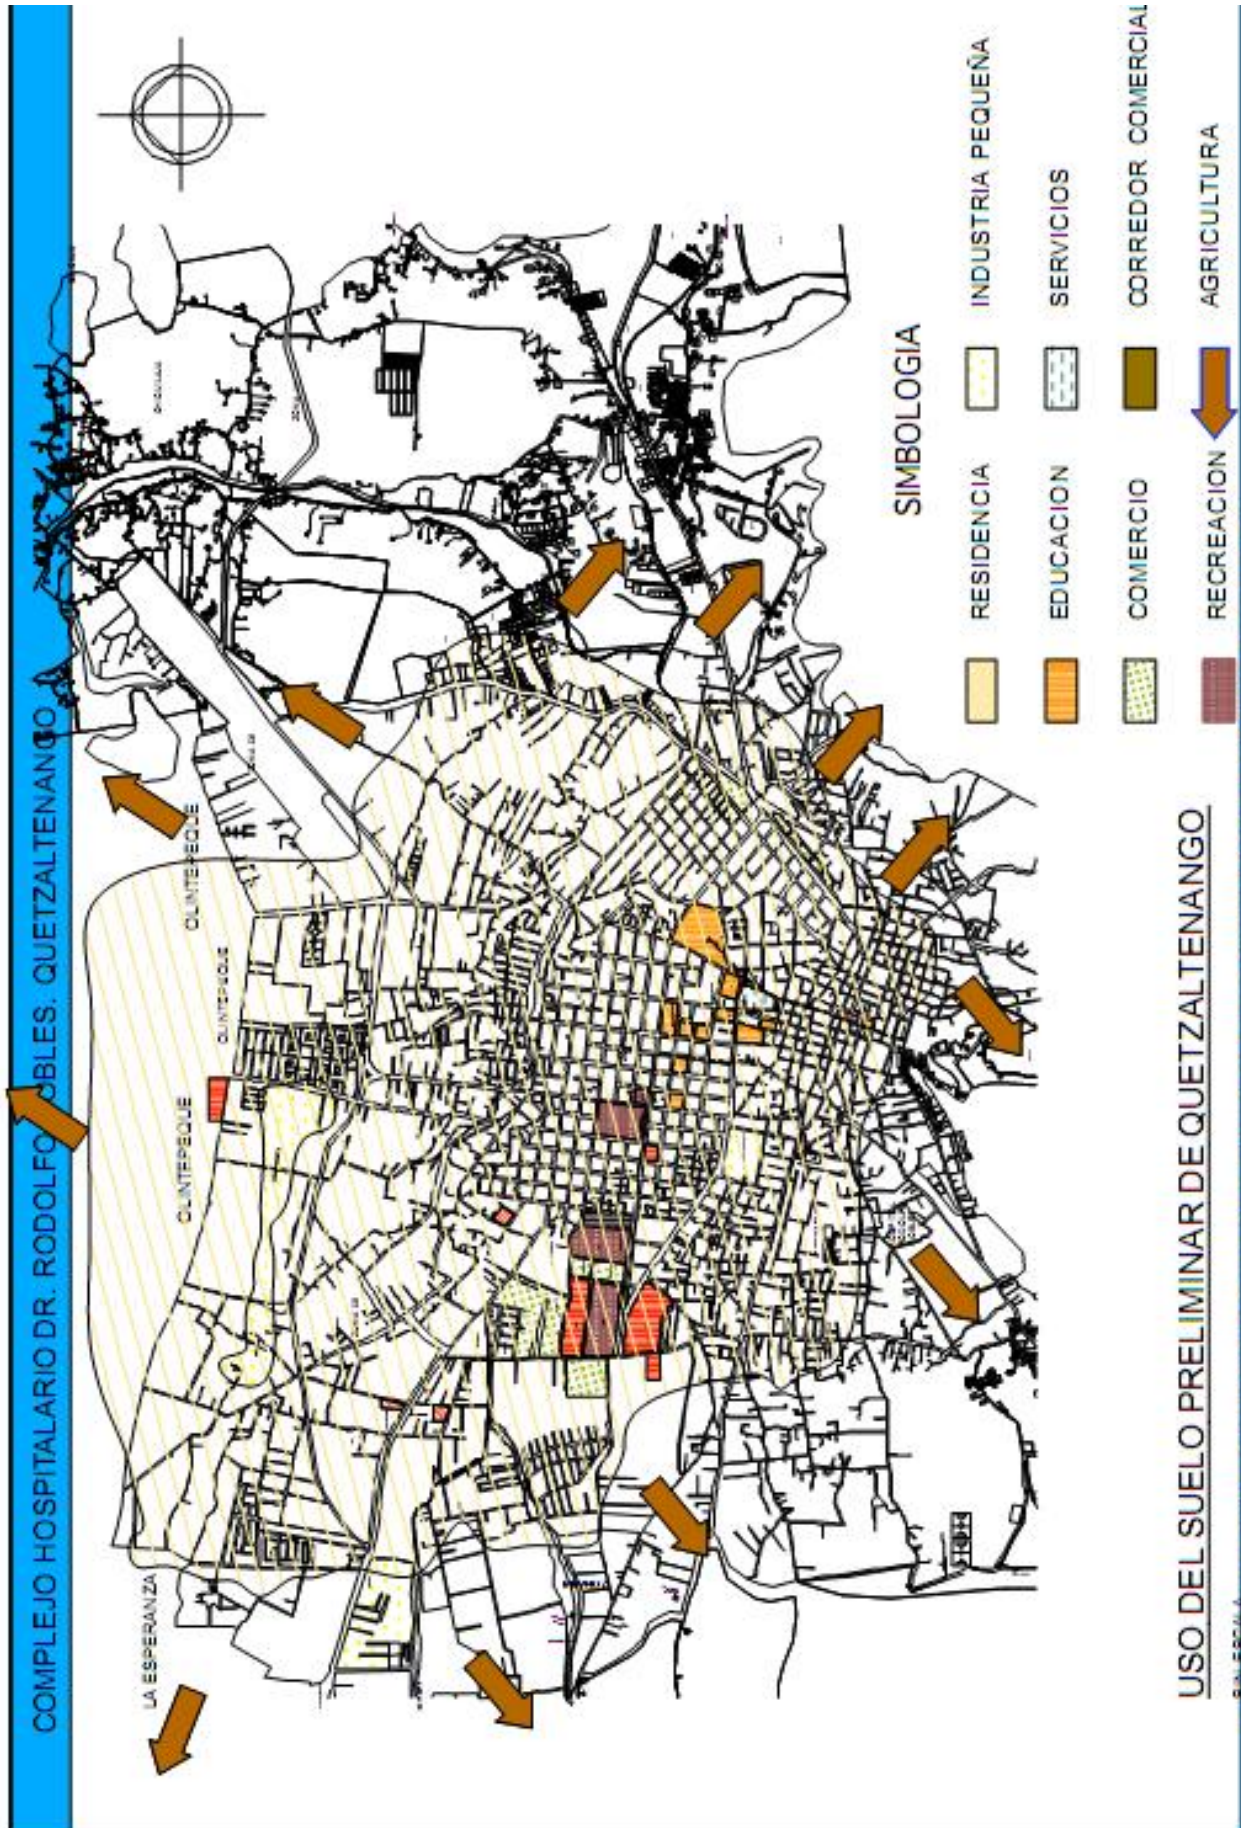 COMPLEJO HOSPITALARIO DR. RODOLFO OBLES. QUETZALTENANGO
LA ESPERANZA
OLINTEPEQUE
OLINTEPEQUE
OLINTEPEQUE
SIMBOLOGIA
RESIDENCIA
INDUSTRIA PEQUEÑA
EDUCACION
SERVICIOS
COMERCIO
CORREDOR COMERCIAL
RECREACION
AGRICULTURA
USO DEL SUELO PRELIMINAR DE QUETZALTENANGO